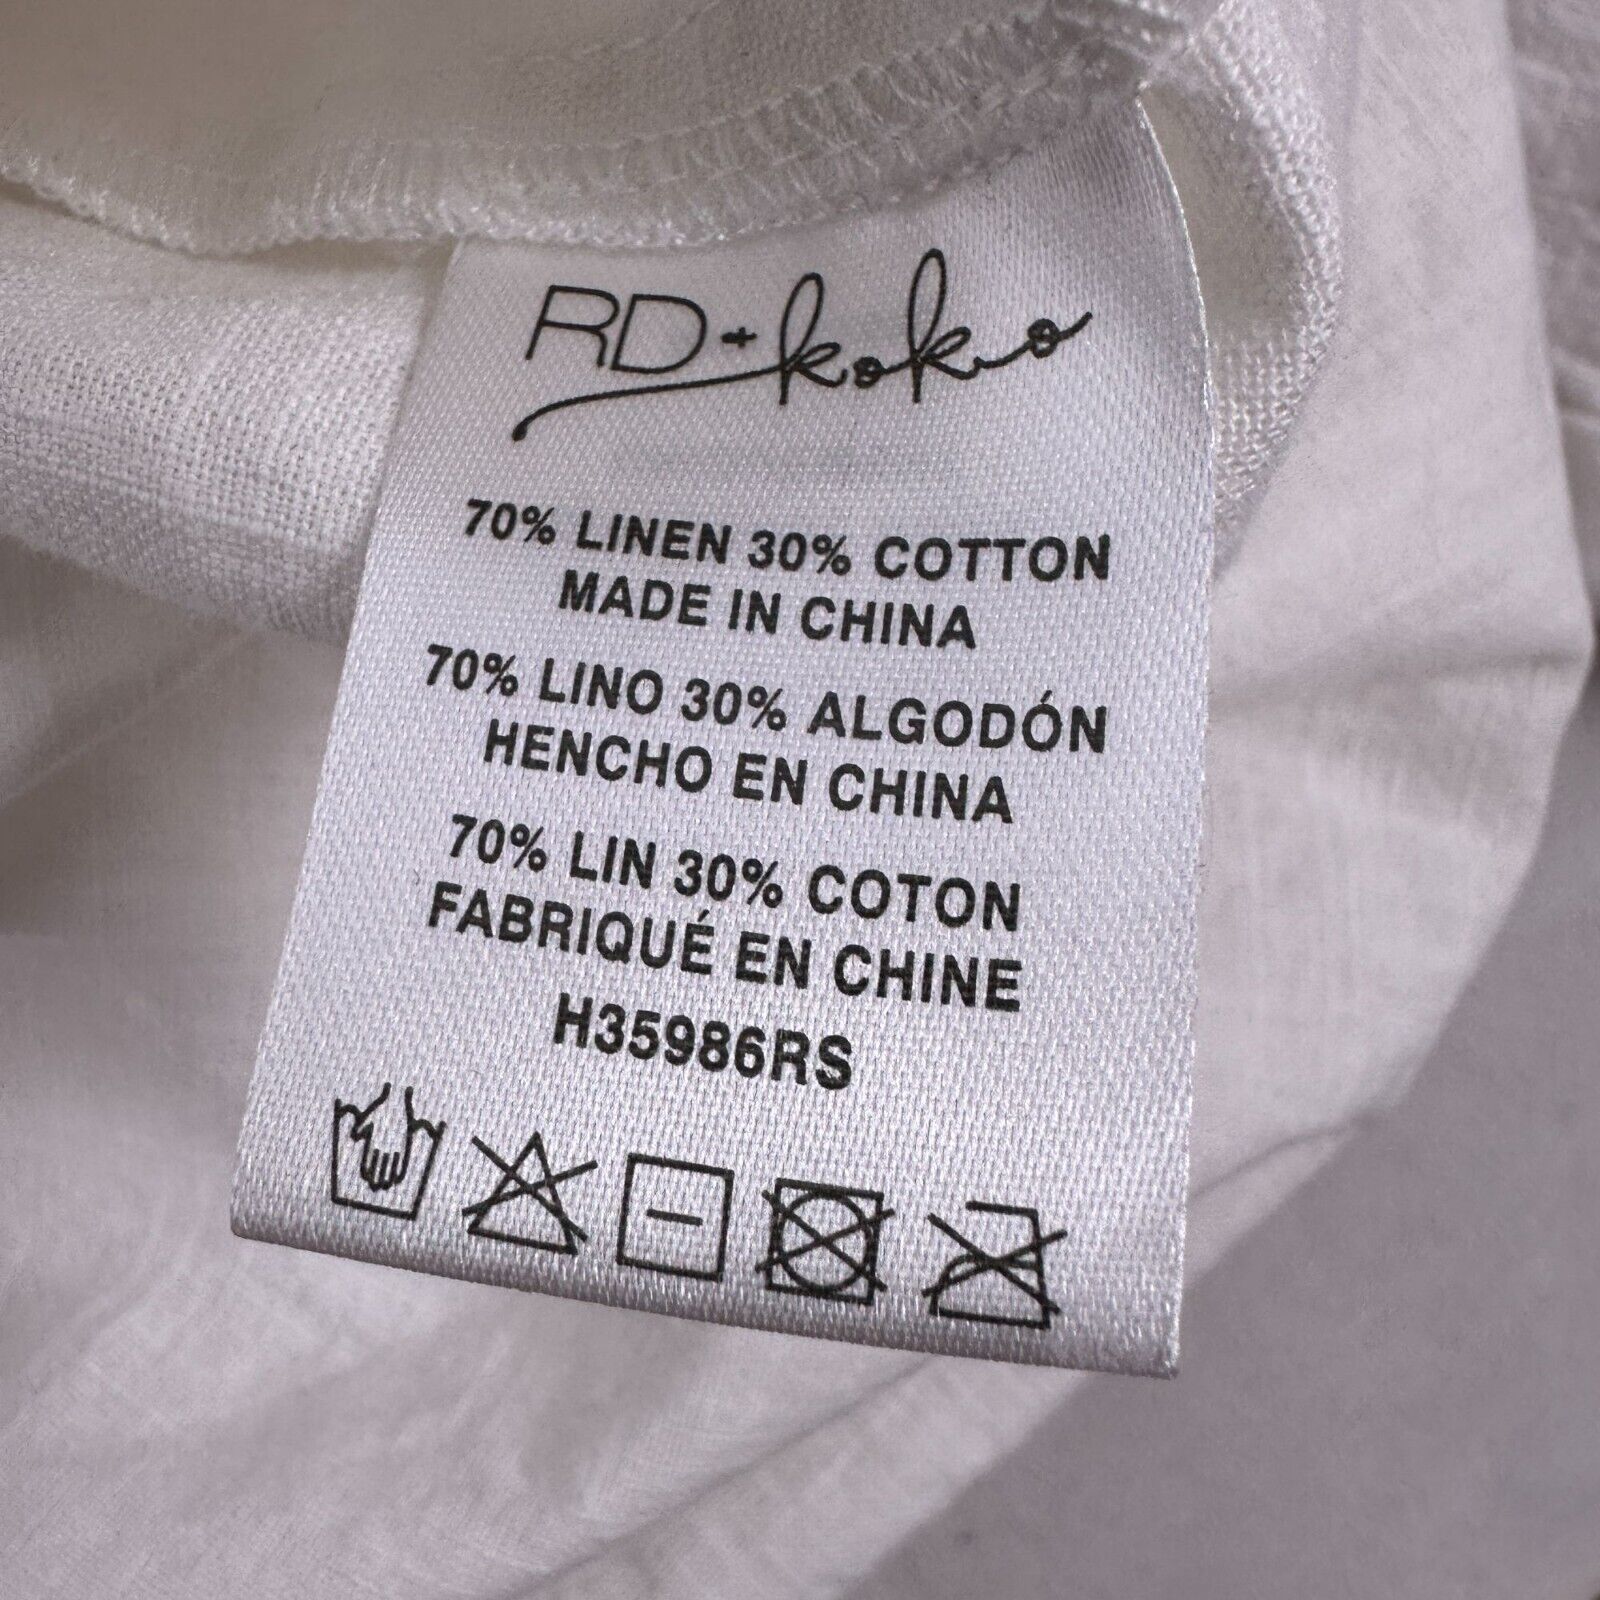 RD+koko
70% LINEN 30% COTTON
MADE IN CHINA
70% LINO 30% ALGODÓN
HENCHO EN CHINA
70% LIN 30% COTON
FABRIQUÉ EN CHINE
H35986RS